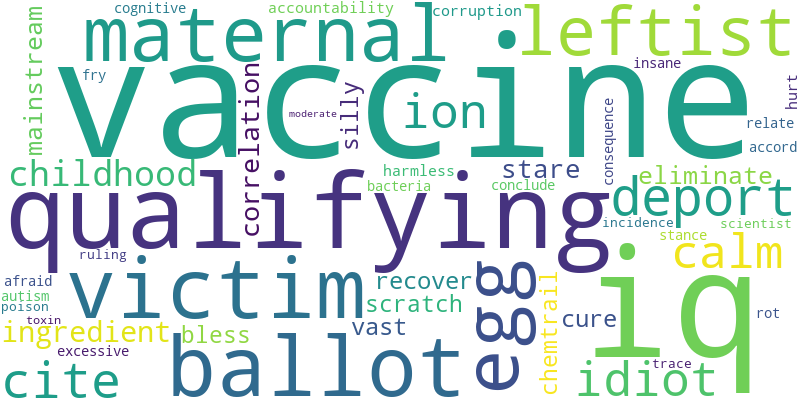 cognitive accountability corruption
mainstream maternal leftist
vaccine
fry insane
hurt
correlation silly moderate ion consequence relate
accord
childhood harmless stare eliminate
bacteria conclude
qualifying deport
incidence scientist
ruling stance
victim egg calm iq
afraid recover
autism scratch chemtrail
poison
toxin vast cure rot
ingredient bless ballot
excessive trace
cite idiot